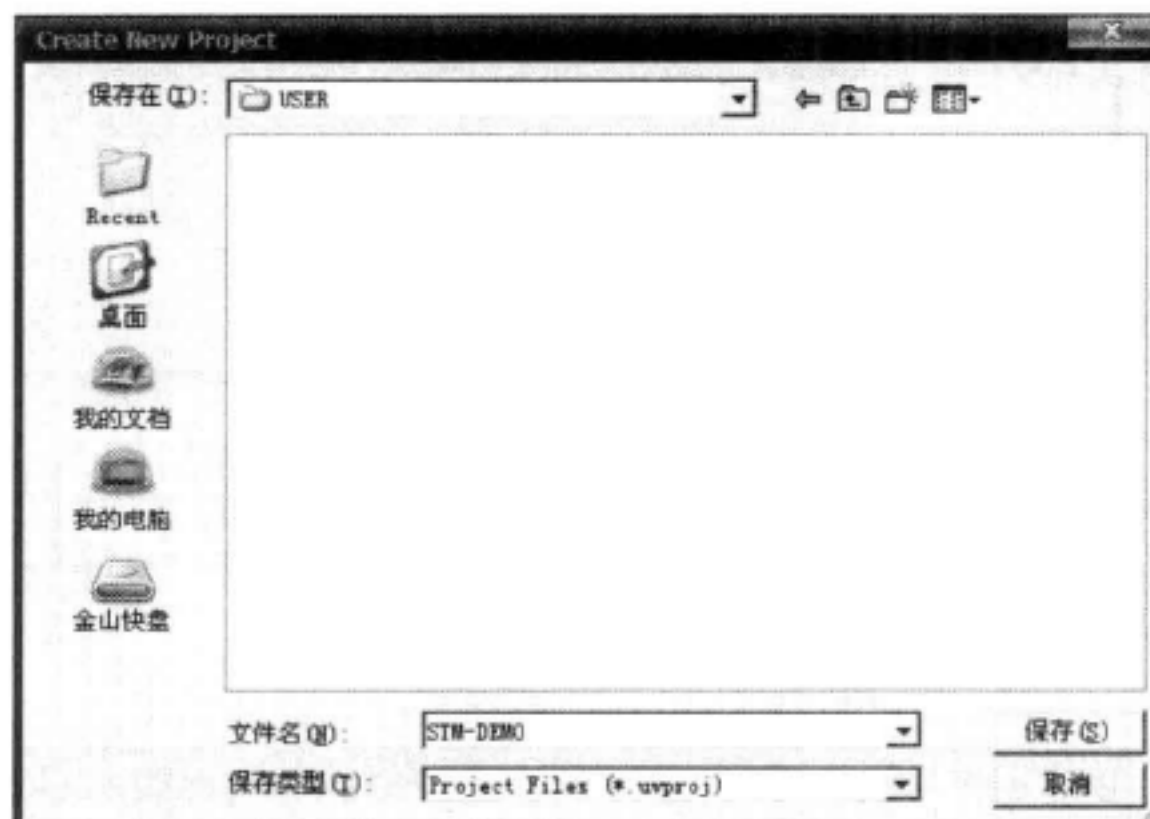 Create New Project
保存在(I): USER
Recent
桌面
我的文档
我的电脑
金山快盘
文件名(N): STM-DEMO 保存(S)
保存类型(T): Project Files (*.uvproj) 取消